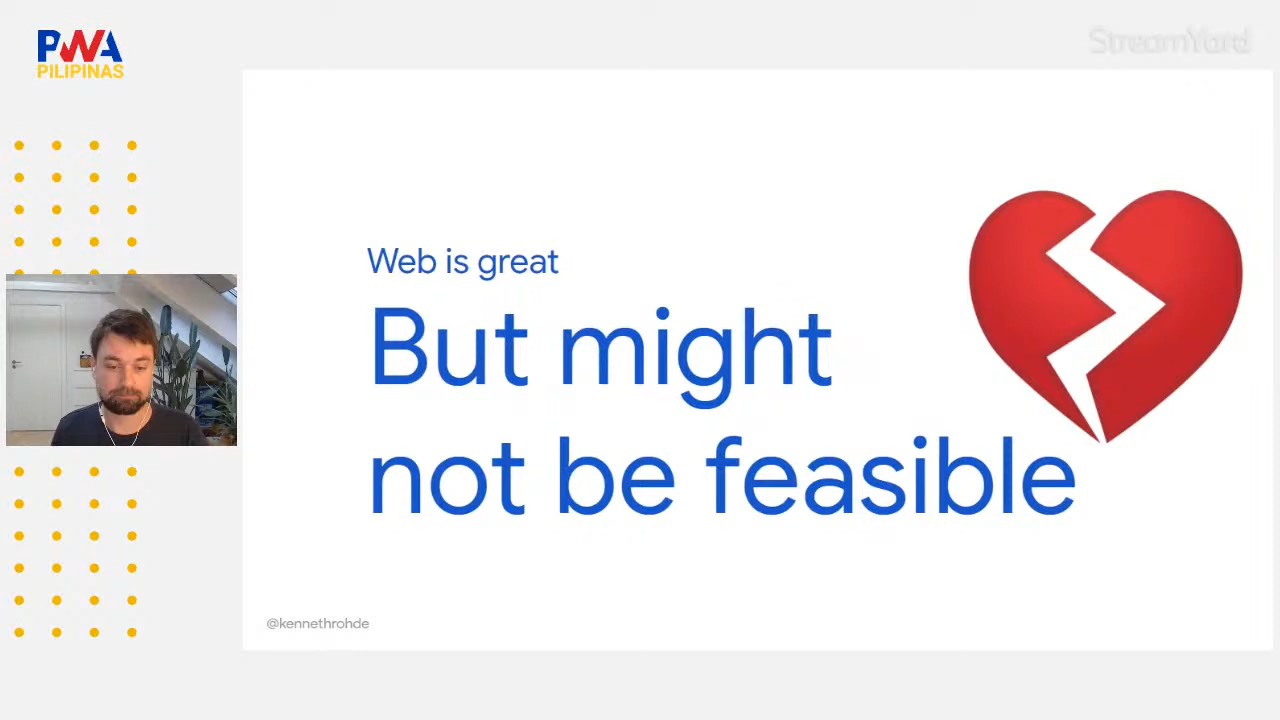 PWA
PILIPINAS
StreamYard
Web is great
But might
not be feasible
@kennethrohde